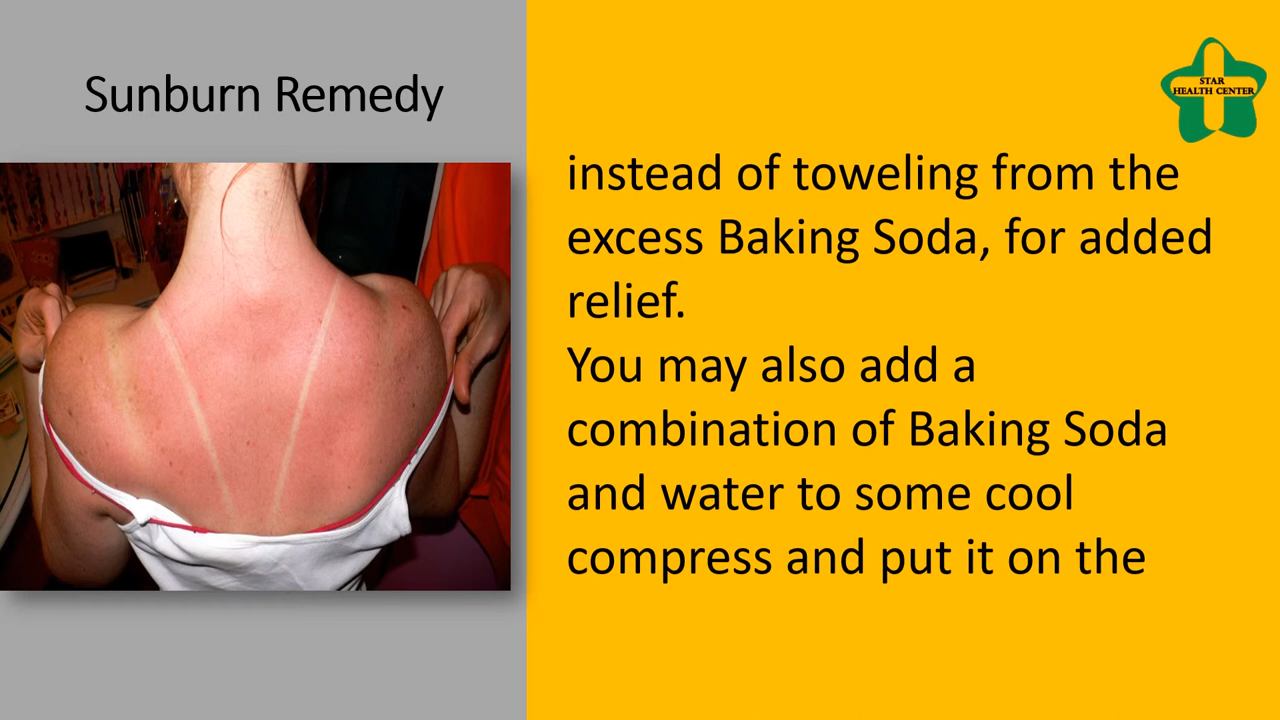 Sunburn Remedy
STAR
HEALTH CENTER
instead of toweling from the
excess Baking Soda, for added
relief.
You may also add a
combination of Baking Soda
and water to some cool
compress and put it on the